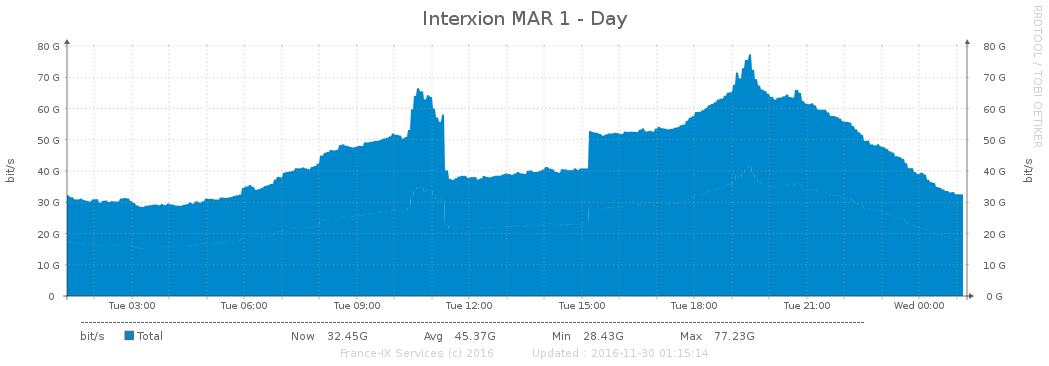 Interxion MAR 1 - Day
RRDTOOL / TOBI OETIKER
80 G 80 G
70 G 70 G
60 G 60 G
50 G 50 G
40 G 40 G
30 G 30 G
20 G 20 G
10 G 10 G
0 0 G
bit/s
bit/s
Tue 03:00 Tue 06:00 Tue 09:00 Tue 12:00 Tue 15:00 Tue 18:00 Tue 21:00 Wed 00:00
bit/s Total Now 32.45G Avg 45.37G Min 28.43G Max 77.23G
France-IX Services (c) 2016 Updated : 2016-11-30 01:15:14